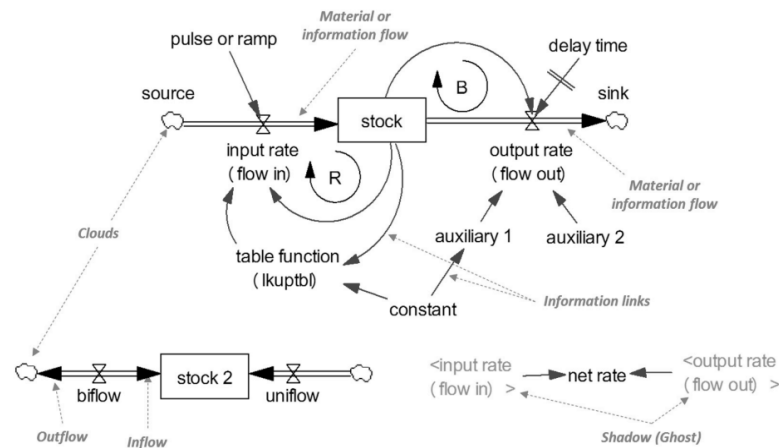 Material or
information flow
pulse or ramp
delay time
source
B
sink
stock
input rate
(flow in)
R
output rate
(flow out)
Material or
information flow
Clouds
table function
(lkuptbl)
auxiliary 1
auxiliary 2
constant
Information links
stock 2
biflow
uniflow
Outflow
Inflow
<input rate
(flow in) >
net rate
<output rate
(flow out) >
Shadow (Ghost)